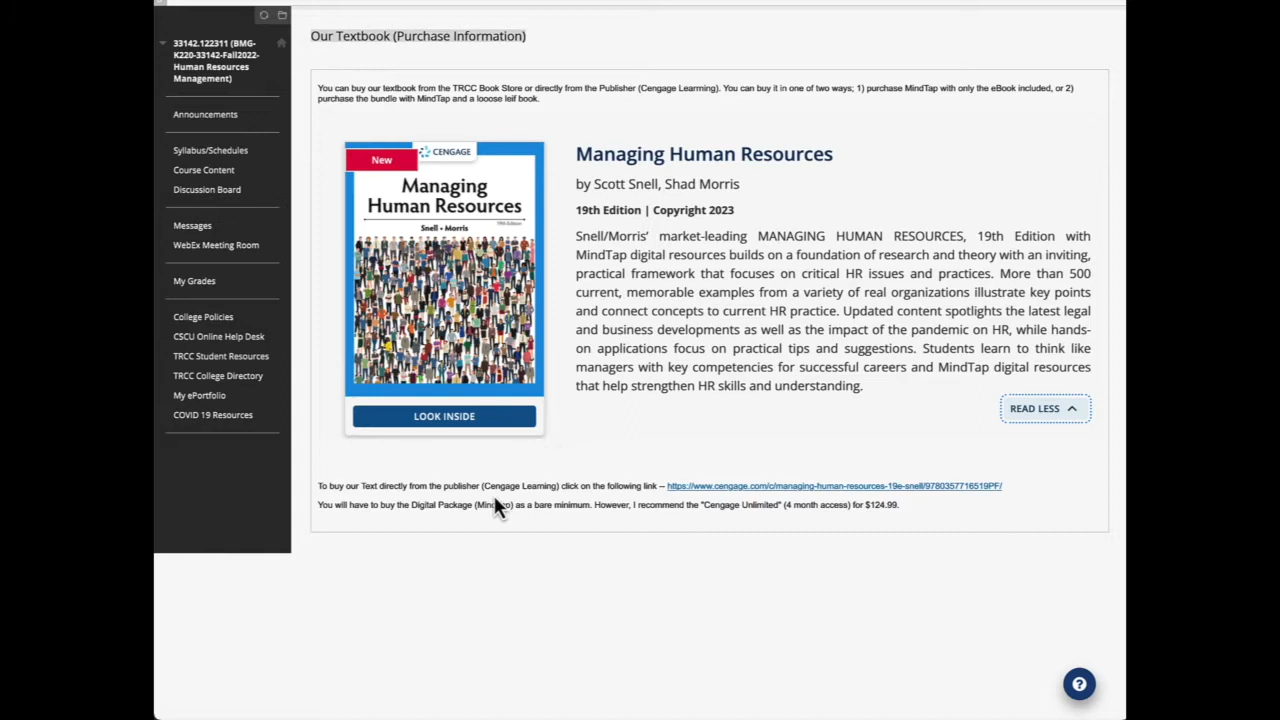 33142.122311 (BMG-
K220-33142-Fall2022-
Human Resources
Management)
Announcements
Syllabus/Schedules
Course Content
Discussion Board
Messages
WebEx Meeting Room
My Grades
College Policies
CSCU Online Help Desk
TRCC Student Resources
TRCC College Directory
My ePortfolio
COVID 19 Resources
Our Textbook (Purchase Information)
You can buy our textbook from the TRCC Book Store or directly from the Publisher (Cengage Learning). You can buy it in one of two ways; 1) purchase MindTap with only the eBook included, or 2)
purchase the bundle with MindTap and a looose leif book.
New
CENGAGE
Managing
Human Resources
19th Edition
Snell • Morris
LOOK INSIDE
Managing Human Resources
by Scott Snell, Shad Morris
19th Edition | Copyright 2023
Snell/Morris' market-leading MANAGING HUMAN RESOURCES, 19th Edition with
MindTap digital resources builds on a foundation of research and theory with an inviting,
practical framework that focuses on critical HR issues and practices. More than 500
current, memorable examples from a variety of real organizations illustrate key points
and connect concepts to current HR practice. Updated content spotlights the latest legal
and business developments as well as the impact of the pandemic on HR, while hands-
on applications focus on practical tips and suggestions. Students learn to think like
managers with key competencies for successful careers and MindTap digital resources
that help strengthen HR skills and understanding.
READ LESS
To buy our Text directly from the publisher (Cengage Learning) click on the following link -- https://www.cengage.com/c/managing-human-resources-19e-snell/9780357716519PF/
You will have to buy the Digital Package ( as a bare minimum. However, I recommend the "Cengage Unlimited" (4 month access) for $124.99.
?